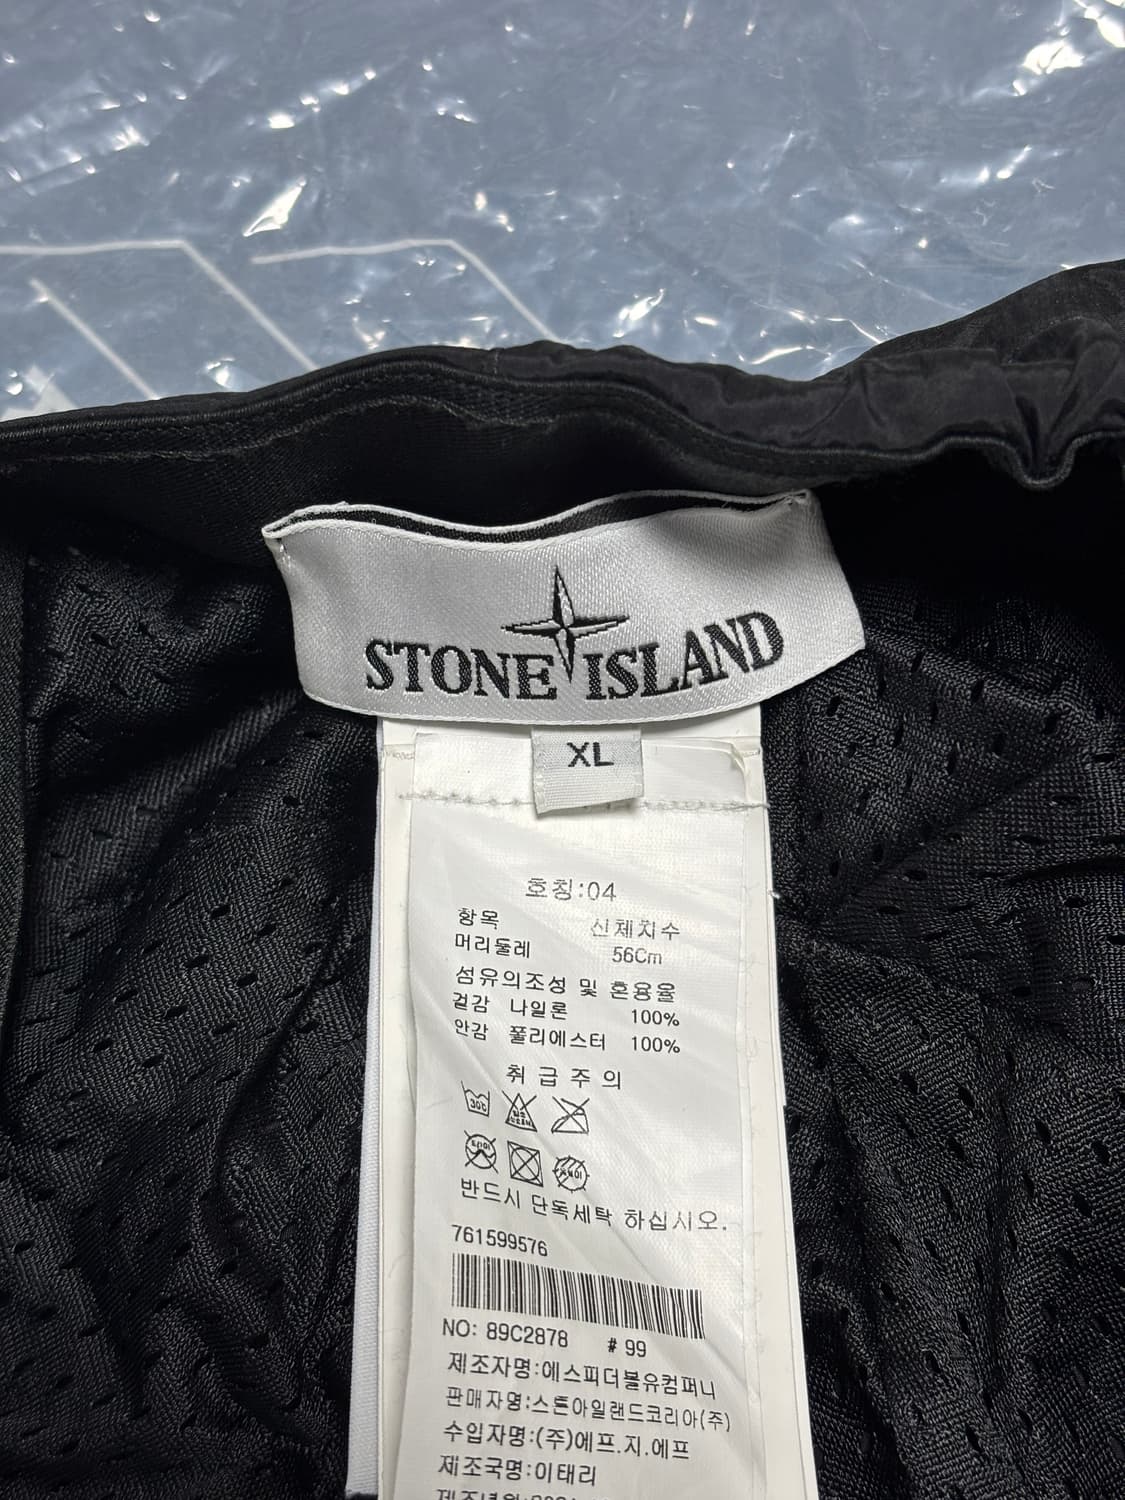 STONE ISLAND
XL
호칭:04
항목 신체치수
머리둘레 56Cm
섬유의조성 및 혼용율
겉감 나일론 100%
안감 폴리에스터 100%
취 급 주 의
30℃
드라이
반드시 단독세탁 하십시오.
761599576
NO: 89C2878 # 99
제조자명:에스피더블유컴퍼니
판매자명:스톤아일랜드코리아(주)
수입자명:(주)에프.지.에프
제조국명:이태리